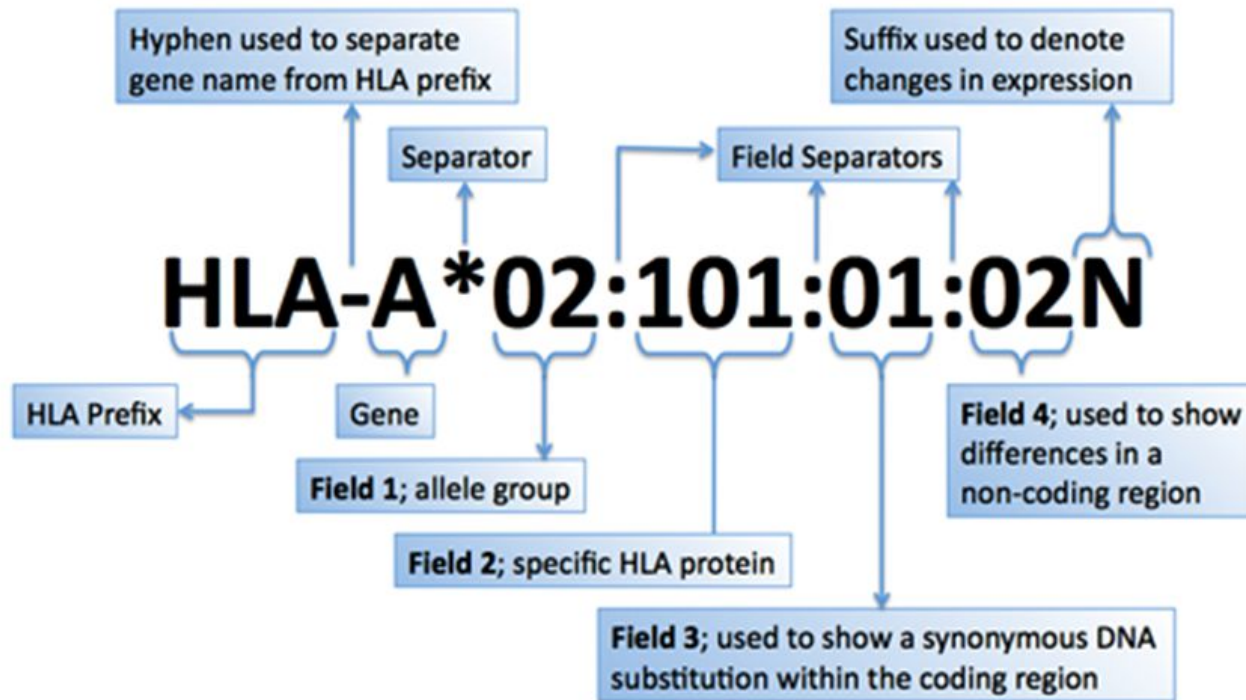 Hyphen used to separate
gene name from HLA prefix
Suffix used to denote
changes in expression
Separator
Field Separators
HLA-A*02:101:01:02N
HLA Prefix
Gene
Field 1; allele group
Field 4; used to show
differences in a
non-coding region
Field 2; specific HLA protein
Field 3; used to show a synonymous DNA
substitution within the coding region